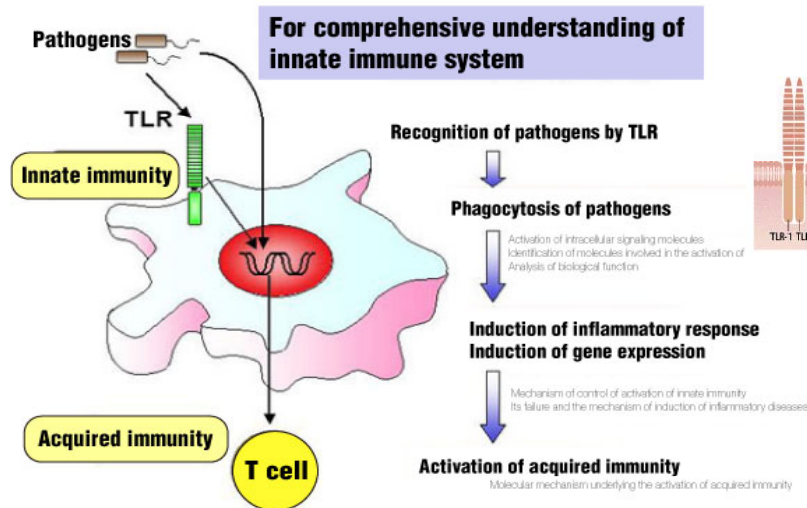 For comprehensive understanding of
innate immune system
Pathogens
TLR
Innate immunity
Acquired immunity
T cell
Recognition of pathogens by TLR
Phagocytosis of pathogens
Activation of intracellular signaling molecules
Identification of molecules involved in the activation of
Analysis of biological function
Induction of inflammatory response
Induction of gene expression
Mechanism of control of activation of innate immunity
Its failure and the mechanism of induction of inflammatory diseases
Activation of acquired immunity
Molecular mechanism underlying the activation of acquired immunity
TLR-1 TL